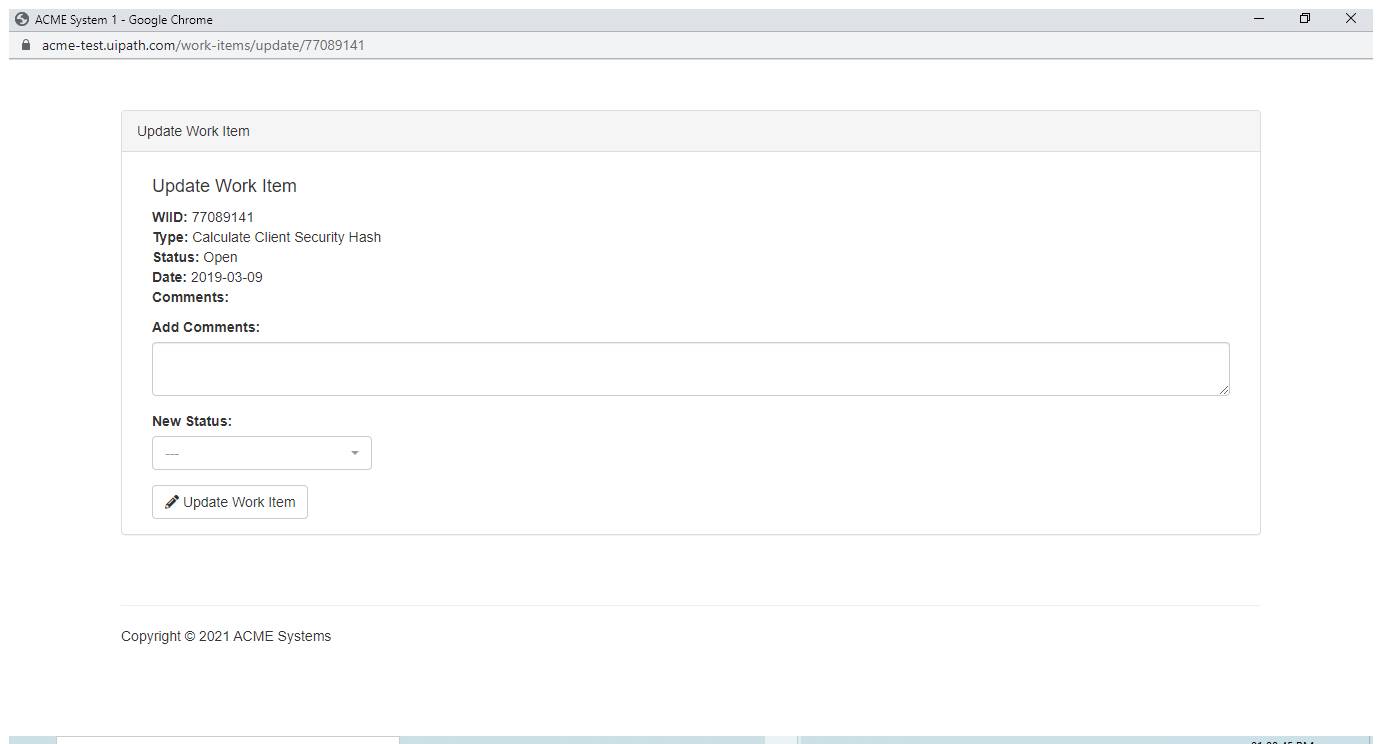 ACME System 1 - Google Chrome
acme-test.uipath.com/work-items/update/77089141
Update Work Item
Update Work Item
WIID: 77089141
Type: Calculate Client Security Hash
Status: Open
Date: 2019-03-09
Comments:
Add Comments:
New Status:
---
Update Work Item
Copyright © 2021 ACME Systems